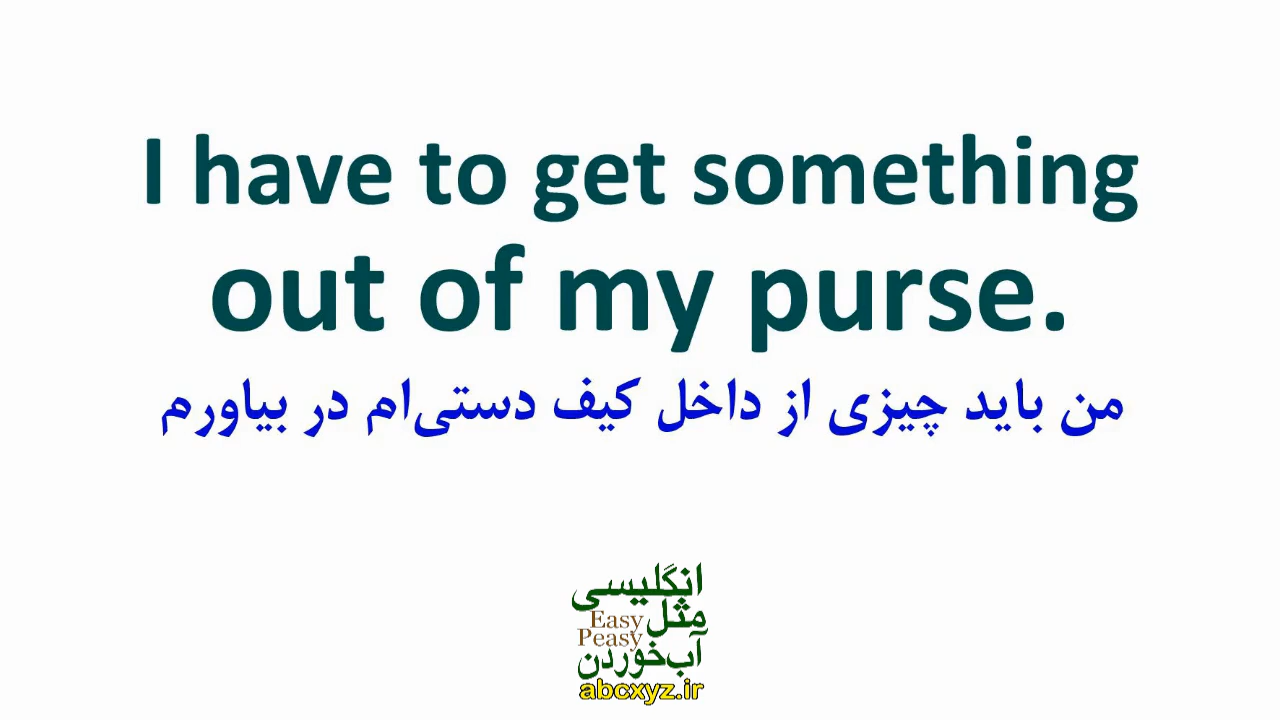 I have to get something
out of my purse.
من باید چیزی از داخل کیف دستی‌ام در بیاورم
انگلیسی
مثل
Easy
Peasy
آب‌خوردن
abcxyz.ir